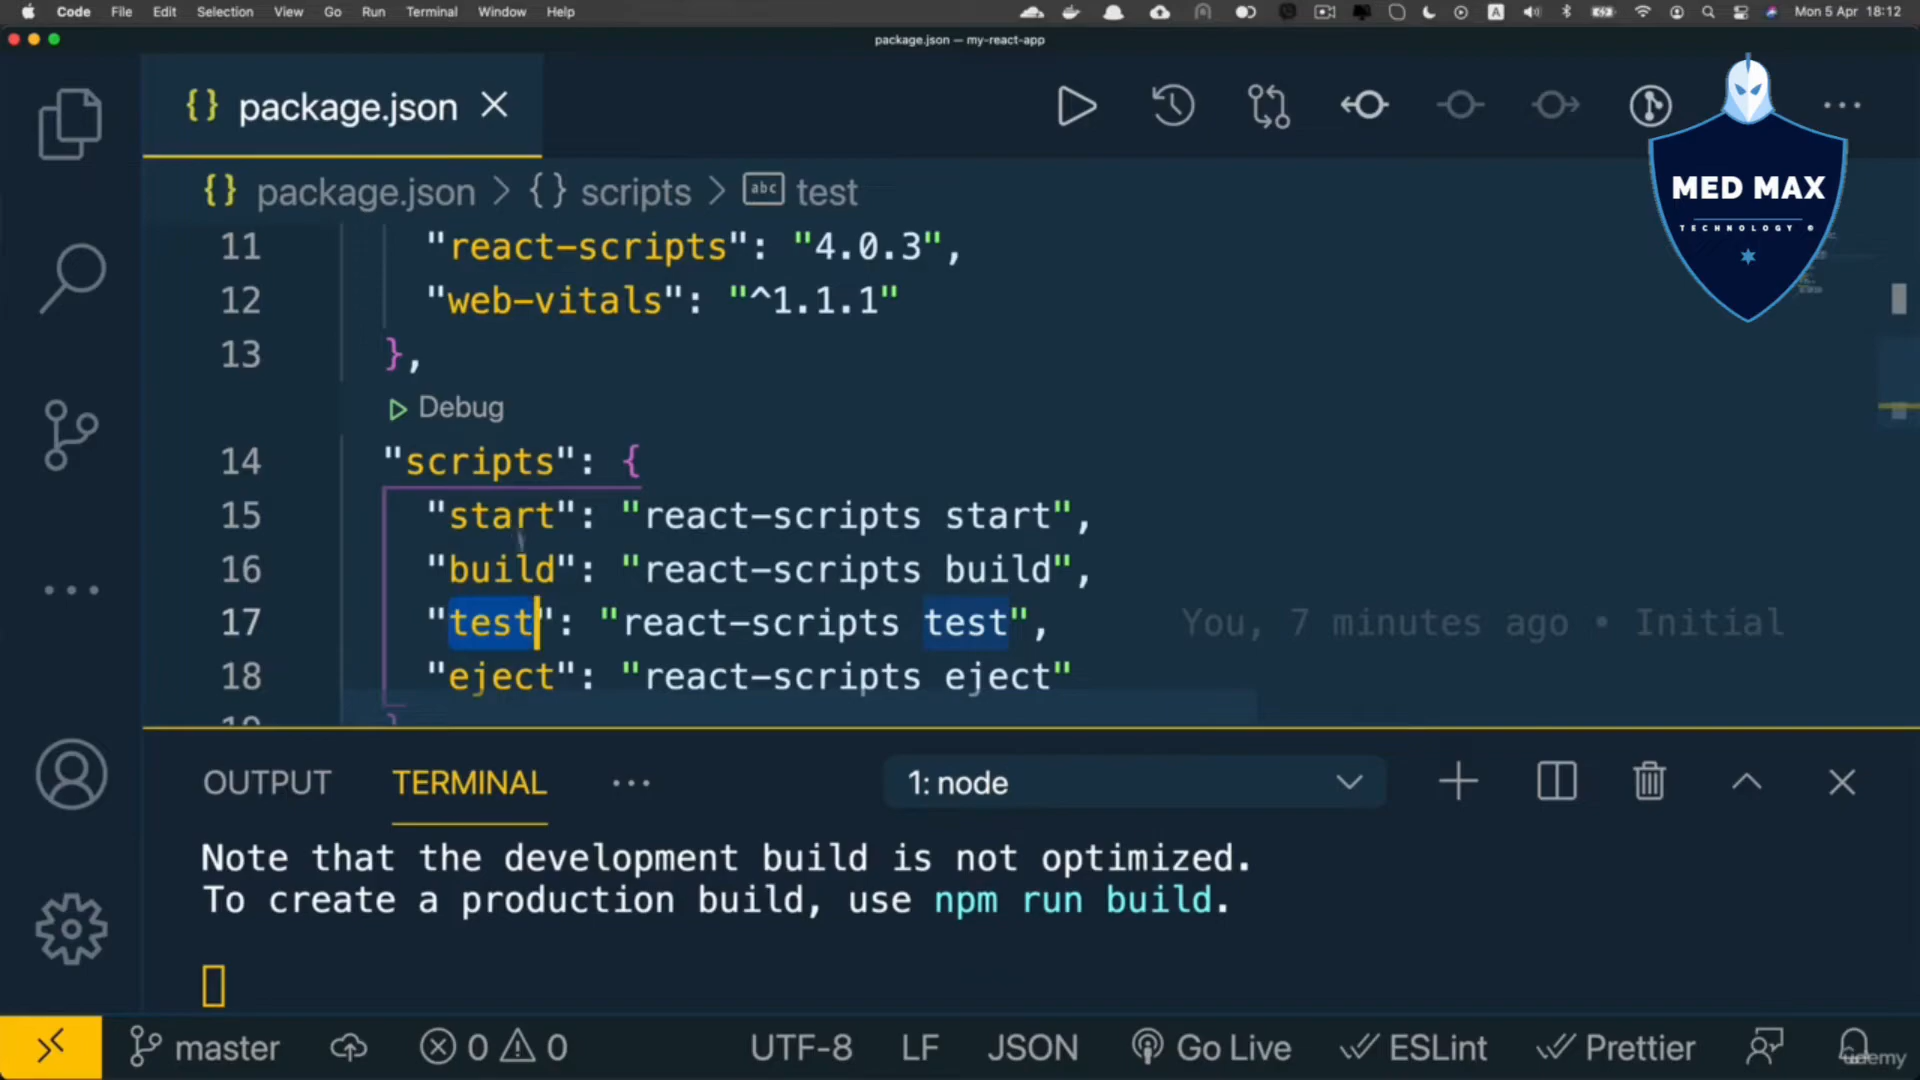 Code File Edit Selection View Go Run Terminal Window Help A Mon 5 Apr 18:12
package.json — my-react-app
{} package.json
MED MAX
TECHNOLOGY ®
{} package.json > {} scripts > abc test
11 "react-scripts": "4.0.3",
12 "web-vitals": "^1.1.1"
13 },
Debug
14 "scripts": {
15 "start": "react-scripts start",
16 "build": "react-scripts build",
17 "test": "react-scripts test", You, 7 minutes ago • Initial
18 "eject": "react-scripts eject"
19 }
OUTPUT TERMINAL ··· 1: node
Note that the development build is not optimized.
To create a production build, use npm run build.
master 0 0 UTF-8 LF JSON Go Live ESLint Prettier
udemy